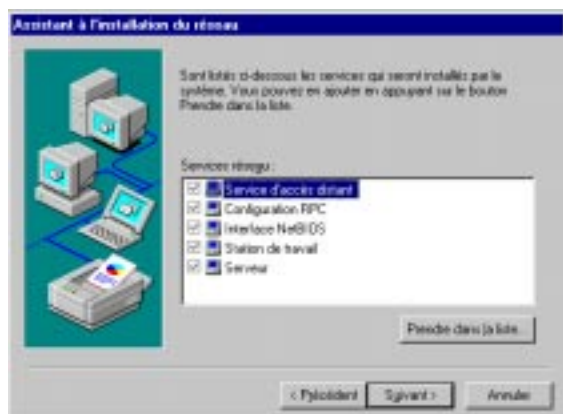 Assistant à l'installation du réseau
Sont listés ci-dessous les services qui seront installés par le
système. Vous pouvez en ajouter en appuyant sur le bouton
Prendre dans la liste.
Services réseau :
Service d'accès distant
Configuration RPC
Interface NetBIOS
Station de travail
Serveur
Prendre dans la liste...
< Précédent
Suivant >
Annuler